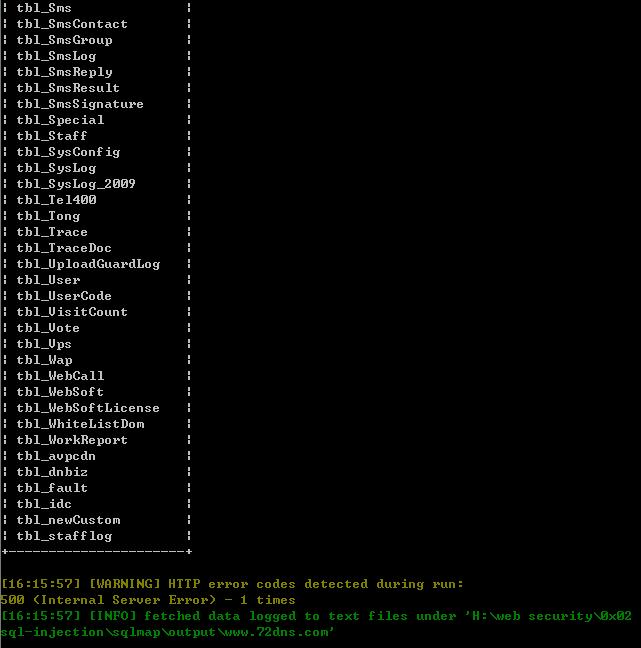 ¦ tbl_Sms ¦
¦ tbl_SmsContact ¦
¦ tbl_SmsGroup ¦
¦ tbl_SmsLog ¦
¦ tbl_SmsReply ¦
¦ tbl_SmsResult ¦
¦ tbl_SmsSignature ¦
¦ tbl_Special ¦
¦ tbl_Staff ¦
¦ tbl_SysConfig ¦
¦ tbl_SysLog ¦
¦ tbl_SysLog_2009 ¦
¦ tbl_Tel400 ¦
¦ tbl_Tong ¦
¦ tbl_Trace ¦
¦ tbl_TraceDoc ¦
¦ tbl_UploadGuardLog ¦
¦ tbl_User ¦
¦ tbl_UserCode ¦
¦ tbl_VisitCount ¦
¦ tbl_Vote ¦
¦ tbl_Vps ¦
¦ tbl_Wap ¦
¦ tbl_WebCall ¦
¦ tbl_WebSoft ¦
¦ tbl_WebSoftLicense ¦
¦ tbl_WhiteListDom ¦
¦ tbl_WorkReport ¦
¦ tbl_avpcdn ¦
¦ tbl_dnbiz ¦
¦ tbl_fault ¦
¦ tbl_idc ¦
¦ tbl_newCustom ¦
¦ tbl_stafflog ¦
+----------------------+
[16:15:57] [WARNING] HTTP error codes detected during run:
500 (Internal Server Error) - 1 times
[16:15:57] [INFO] fetched data logged to text files under 'H:\web security\0x02
sql-injection\sqlmap\output\www.72dns.com'